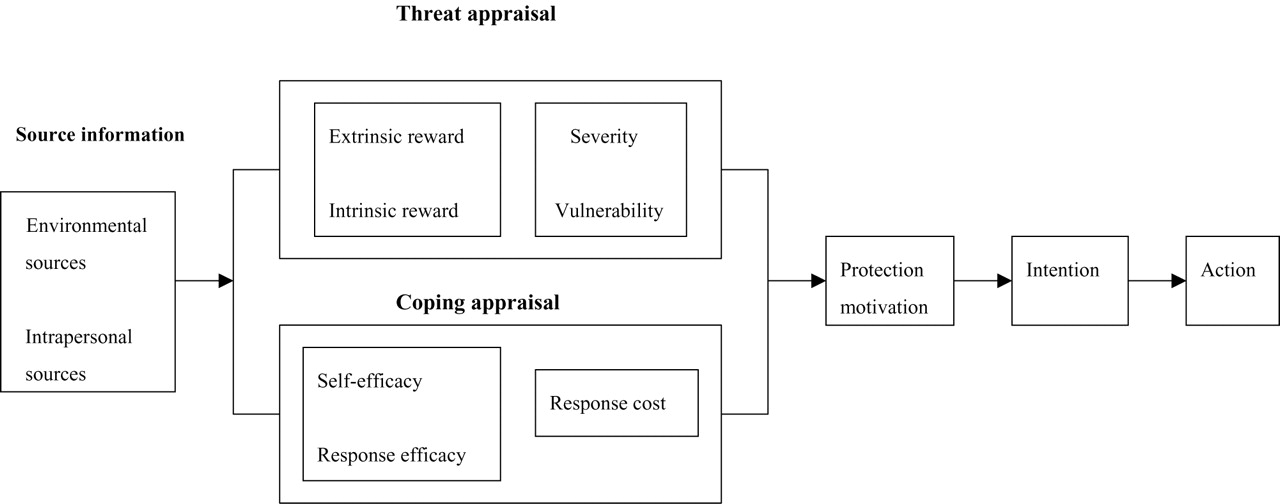 Threat appraisal
Source information
Environmental
sources
Intrapersonal
sources
Extrinsic reward
Intrinsic reward
Severity
Vulnerability
Coping appraisal
Self-efficacy
Response efficacy
Response cost
Protection
motivation
Intention
Action